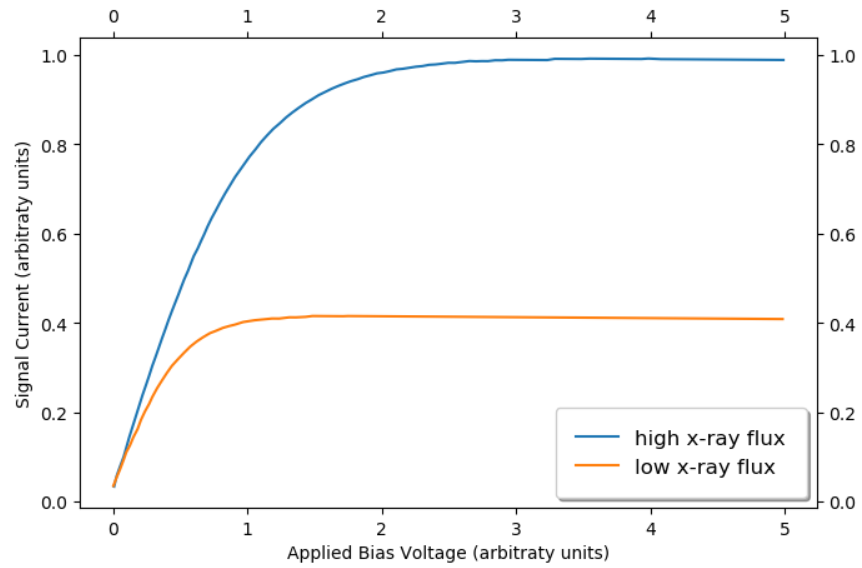 0 1 2 3 4 5
1.0 1.0
0.8 0.8
0.6 0.6
0.4 0.4
0.2 0.2
0.0 0.0
Signal Current (arbitraty units)
high x-ray flux
low x-ray flux
0 1 2 3 4 5
Applied Bias Voltage (arbitraty units)